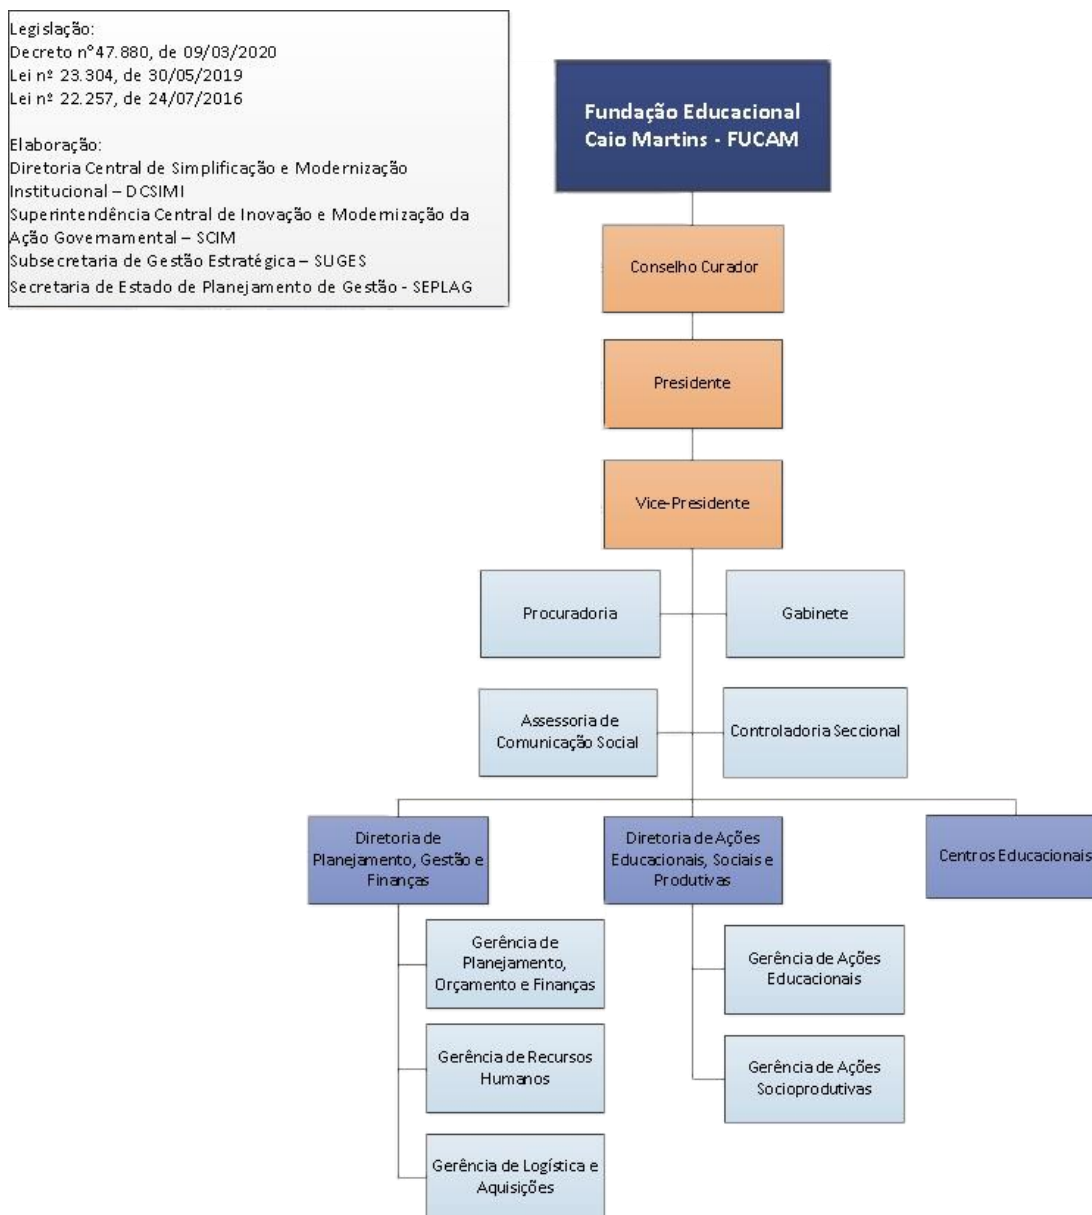 Legislação:
Decreto n°47.880, de 09/03/2020
Lei nº 23.304, de 30/05/2019
Lei nº 22.257, de 24/07/2016
Elaboração:
Diretoria Central de Simplificação e Modernização
Institucional – DCSIMI
Superintendência Central de Inovação e Modernização da
Ação Governamental – SCIM
Subsecretaria de Gestão Estratégica – SUGES
Secretaria de Estado de Planejamento de Gestão - SEPLAG
Fundação Educacional
Caio Martins - FUCAM
Conselho Curador
Presidente
Vice-Presidente
Procuradoria
Gabinete
Assessoria de
Comunicação Social
Controladoria Seccional
Diretoria de
Planejamento, Gestão e
Finanças
Diretoria de Ações
Educacionais, Sociais e
Produtivas
Centros Educacionais
Gerência de
Planejamento,
Orçamento e Finanças
Gerência de Ações
Educacionais
Gerência de Recursos
Humanos
Gerência de Ações
Socioprodutivas
Gerência de Logística e
Aquisições